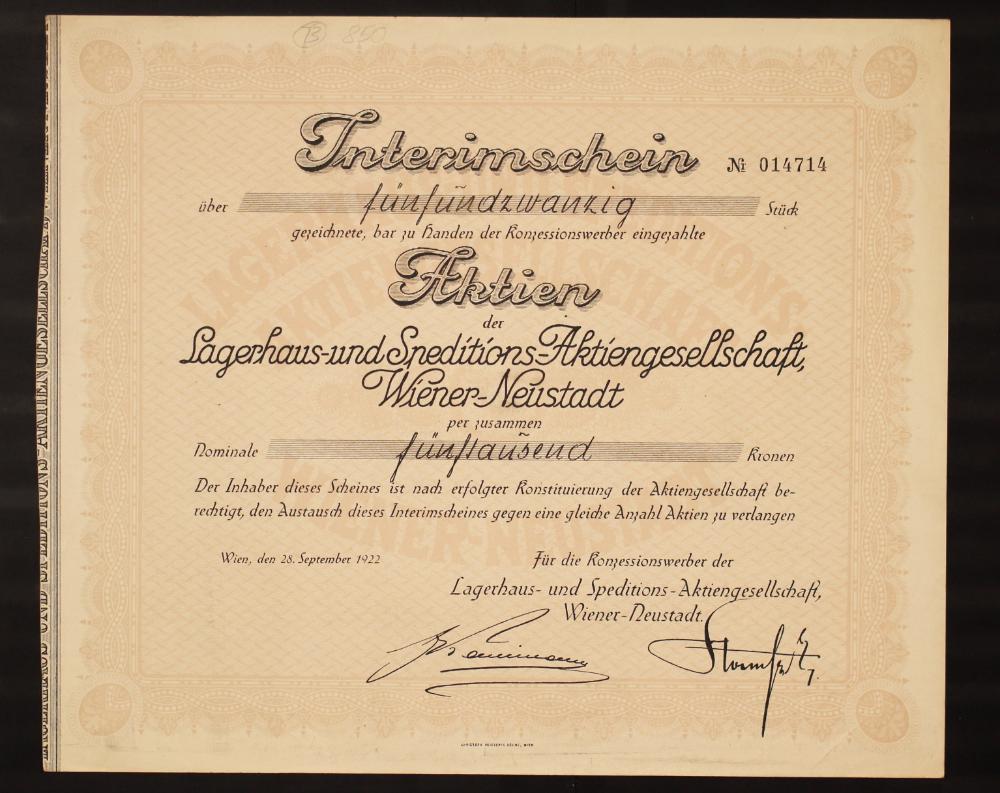 B 850
Interimschein № 014714
über fünfundzwanzig Stück
gezeichnete, bar zu Handen der Konzessionswerber eingezahlte
Aktien
der
Lagerhaus-und Speditions-Aktiengesellschaft,
Wiener-Neustadt
per zusammen
Nominale fünftausend Kronen
Der Inhaber dieses Scheines ist nach erfolgter Konstituierung der Aktiengesellschaft be-
rechtigt, den Austausch dieses Interimscheines gegen eine gleiche Anzahl Aktien zu verlangen
Wien, den 28. September 1922
Für die Konzessionswerber der
Lagerhaus- und Speditions-Aktiengesellschaft,
Wiener-Neustadt.